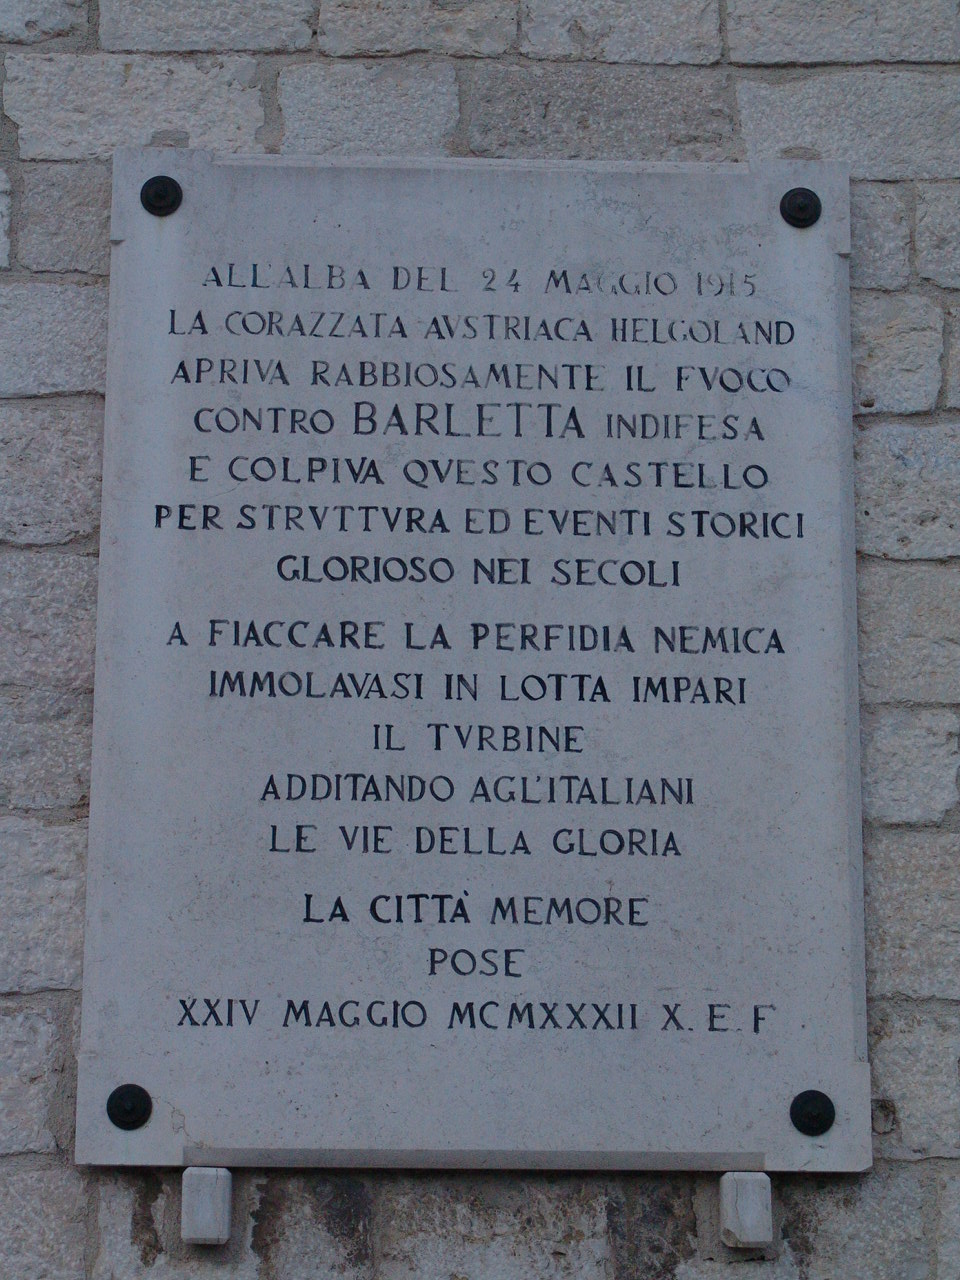 ALL'ALBA DEL 24 MAGGIO 1915
LA CORAZZATA AVSTRIACA HELGOLAND
APRIVA RABBIOSAMENTE IL FVOCO
CONTRO BARLETTA INDIFESA
E COLPIVA QVESTO CASTELLO
PER STRVTTVRA ED EVENTI STORICI
GLORIOSO NEI SECOLI
A FIACCARE LA PERFIDIA NEMICA
IMMOLAVASI IN LOTTA IMPARI
IL TVRBINE
ADDITANDO AGL'ITALIANI
LE VIE DELLA GLORIA
LA CITTÀ MEMORE
POSE
XXIV MAGGIO MCMXXXII X. E. F